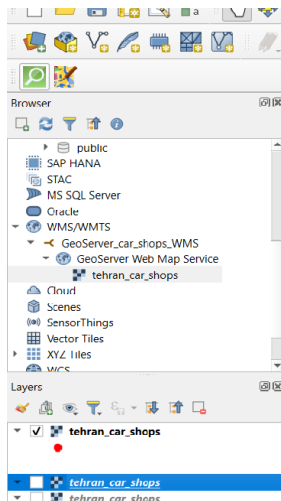 a
Browser
public
SAP HANA
STAC
MS SQL Server
Oracle
WMS/WMTS
GeoServer_car_shops_WMS
GeoServer Web Map Service
tehran_car_shops
Cloud
Scenes
SensorThings
Vector Tiles
XYZ Tiles
WCS
Layers
tehran_car_shops
tehran_car_shops
tehran_car_shops